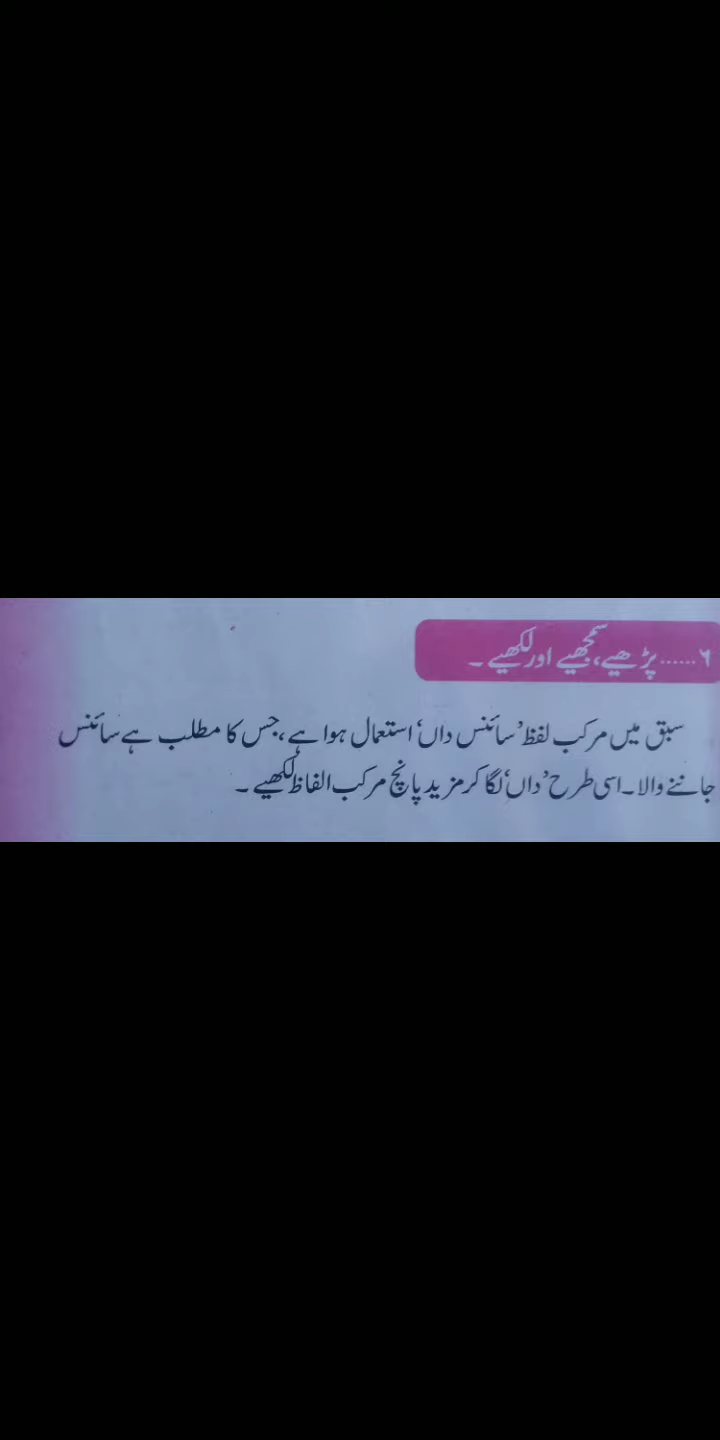 ۶......پڑھیے، سمجھیے اور لکھیے۔
سبق میں مرکب لفظ 'سائنس داں' استعمال ہوا ہے، جس کا مطلب ہے سائنس
جاننے والا۔ اسی طرح 'داں' لگا کر مزید پانچ مرکب الفاظ لکھیے۔